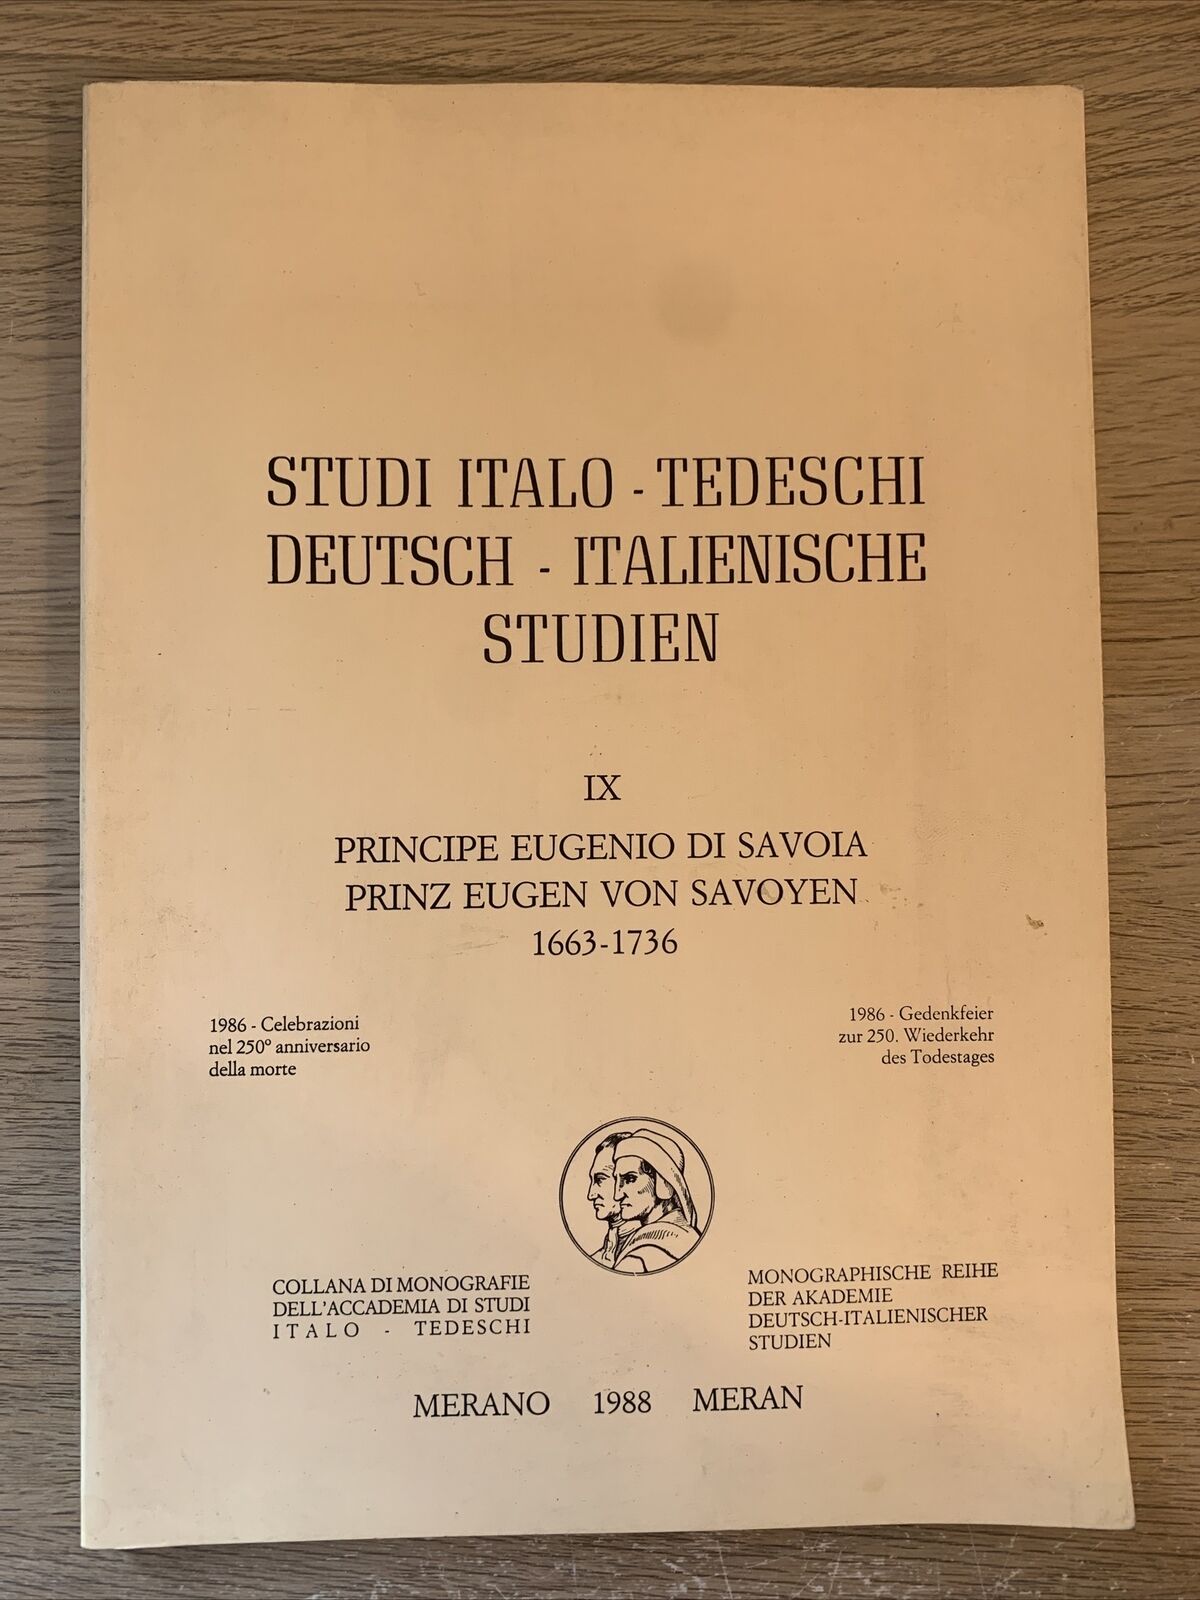 STUDI ITALO - TEDESCHI
DEUTSCH - ITALIENISCHE
STUDIEN
IX
PRINCIPE EUGENIO DI SAVOIA
PRINZ EUGEN VON SAVOYEN
1663-1736
1986 - Celebrazioni
nel 250° anniversario
della morte
1986 - Gedenkfeier
zur 250. Wiederkehr
des Todestages
COLLANA DI MONOGRAFIE
DELL'ACCADEMIA DI STUDI
ITALO - TEDESCHI
MONOGRAPHISCHE REIHE
DER AKADEMIE
DEUTSCH-ITALIENISCHER
STUDIEN
MERANO 1988 MERAN